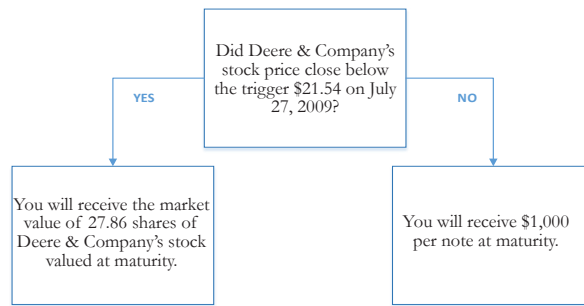 Did Deere & Company’s
stock price close below
the trigger $21.54 on July
27, 2009?
YES
NO
You will receive the market
value of 27.86 shares of
Deere & Company’s stock
valued at maturity.
You will receive $1,000
per note at maturity.